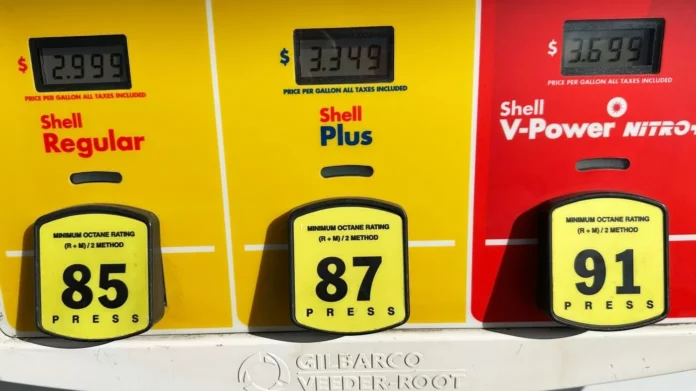 $ 2.999
PRICE PER GALLON ALL TAXES INCLUDED
Shell
Regular
MINIMUM OCTANE RATING
(R + M) / 2 METHOD
85
PRESS
$ 3.349
PRICE PER GALLON ALL TAXES INCLUDED
Shell
Plus
MINIMUM OCTANE RATING
(R + M) / 2 METHOD
87
PRESS
$ 3.699
PRICE PER GALLON ALL TAXES INCLUDED
Shell
V-Power NiTRO+
MINIMUM OCTANE RATING
(R + M) / 2 METHOD
91
PRESS
GILBARCO
VEEDER-ROOT